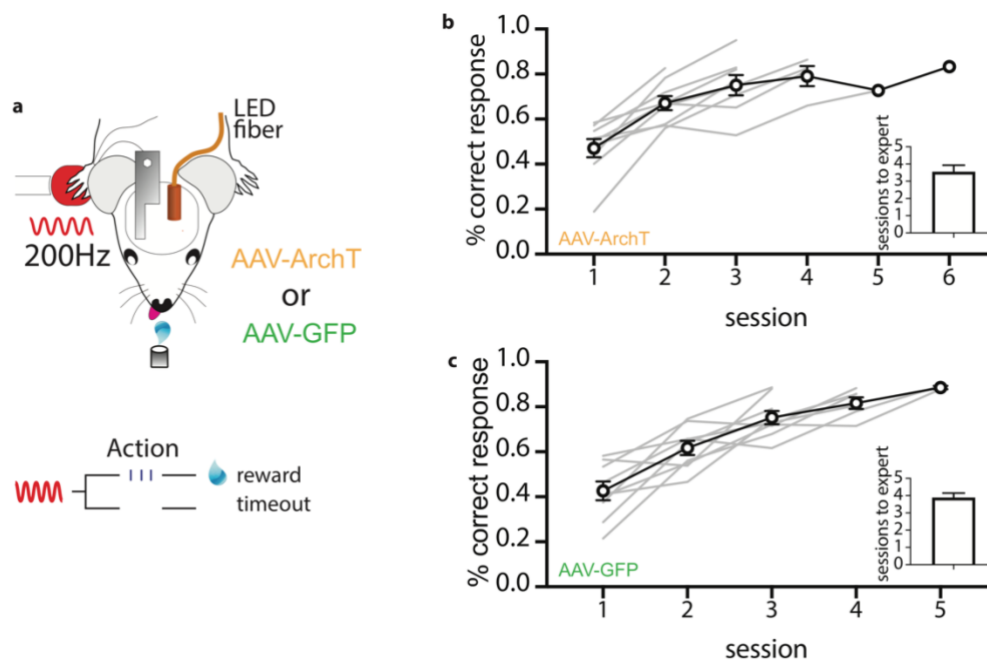 a
LED
fiber
200Hz
AAV-ArchT
or
AAV-GFP
Action
reward
timeout
b
% correct response
1.0
0.8
0.6
0.4
0.2
0.0
AAV-ArchT
1 2 3 4 5 6
session
sessions to expert
5
4
3
2
1
0
c
% correct response
1.0
0.8
0.6
0.4
0.2
0.0
AAV-GFP
1 2 3 4 5
session
sessions to expert
5
4
3
2
1
0